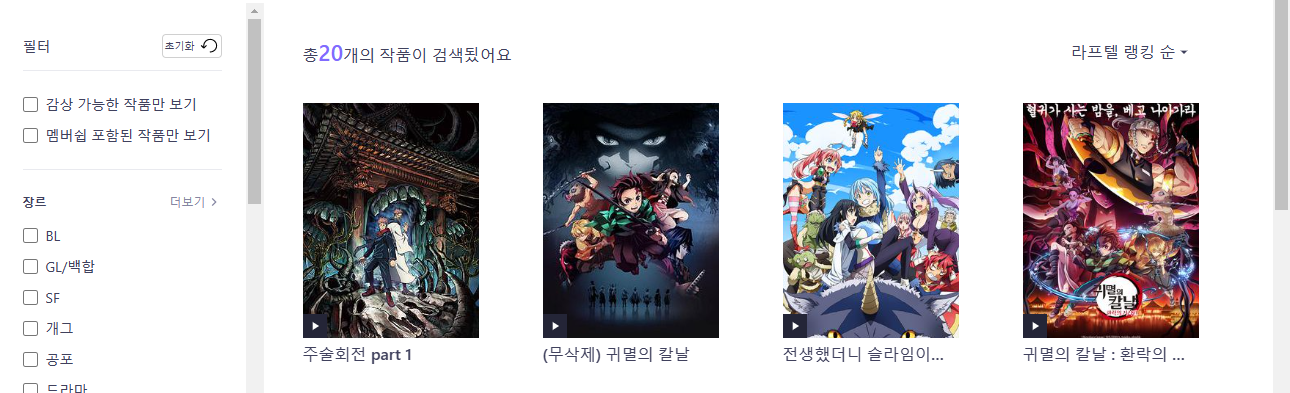 필터
초기화
감상 가능한 작품만 보기
멤버쉽 포함된 작품만 보기
장르
더보기 >
BL
GL/백합
SF
개그
공포
드라마
총20개의 작품이 검색됬어요
라프텔 랭킹 순
혈귀가 사는 밤을, 베고 나아가라
귀멸의
칼날
주술회전 part 1
(무삭제) 귀멸의 칼날
전생했더니 슬라임이...
귀멸의 칼날 : 환락의 ...